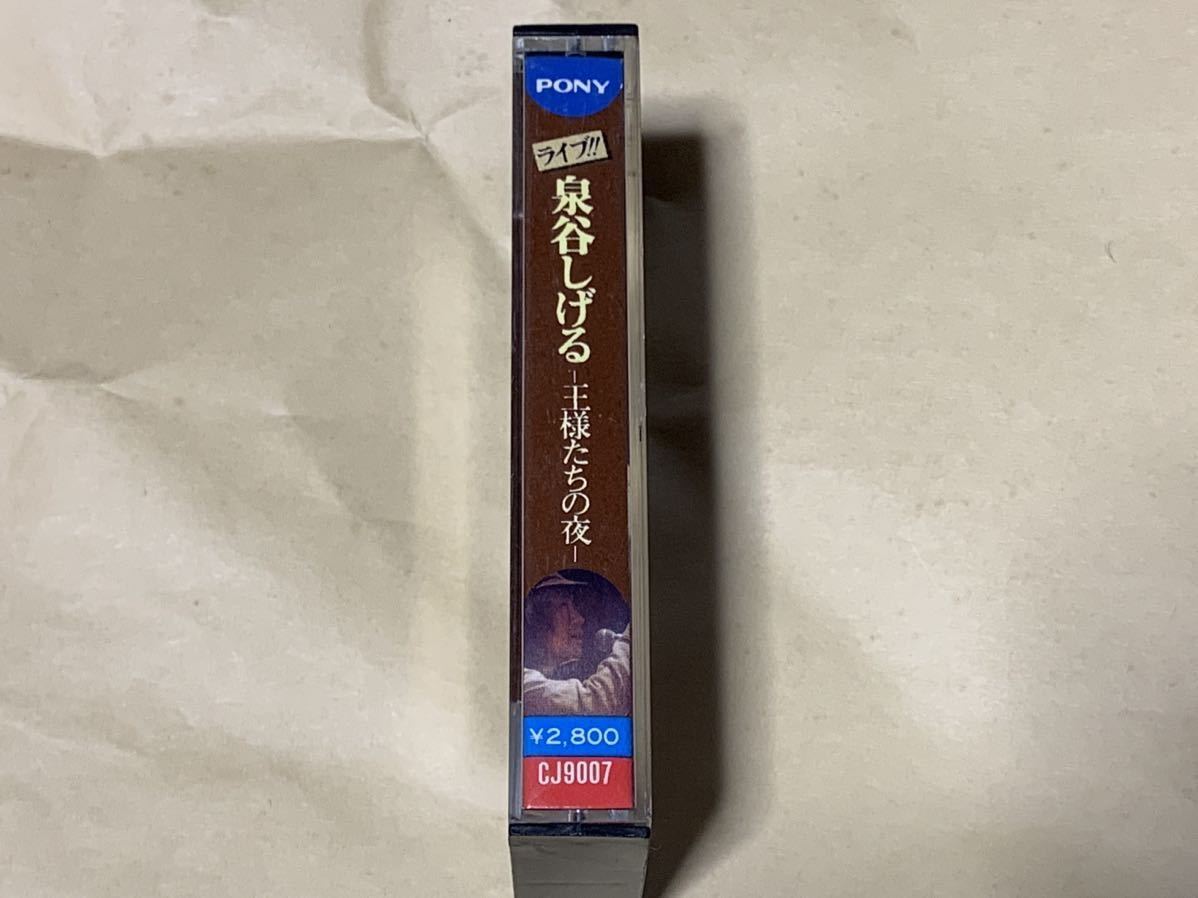 PONY
ライブ!!
泉谷しげる
-王様たちの夜-
¥2,800
CJ9007